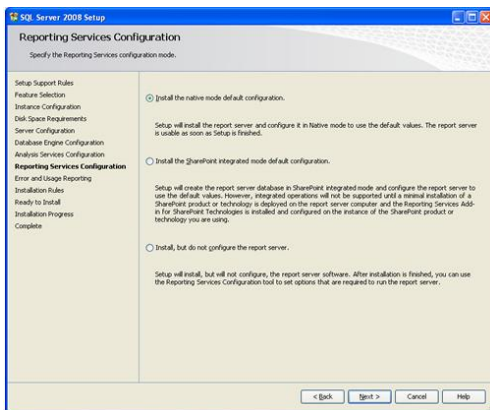 SQL Server 2008 Setup
Reporting Services Configuration
Specify the Reporting Services configuration mode.
Setup Support Rules
Feature Selection
Instance Configuration
Disk Space Requirements
Server Configuration
Database Engine Configuration
Analysis Services Configuration
Reporting Services Configuration
Error and Usage Reporting
Installation Rules
Ready to Install
Installation Progress
Complete
Install the native mode default configuration.
Setup will install the report server and configure it in Native mode to use the default values. The report server
is usable as soon as Setup is finished.
Install the SharePoint integrated mode default configuration.
Setup will create the report server database in SharePoint integrated mode and configure the report server to
use the default values. However, integrated operations will not be supported until a minimal installation of a
SharePoint product or technology is deployed on the report server computer and the Reporting Services Add-
in for SharePoint Technologies is installed and configured on the instance of the SharePoint product or
technology you are using.
Install, but do not configure the report server.
Setup will install, but will not configure, the report server software. After installation is finished, you can use
the Reporting Services Configuration tool to set options that are required to run the report server.
< Back
Next >
Cancel
Help